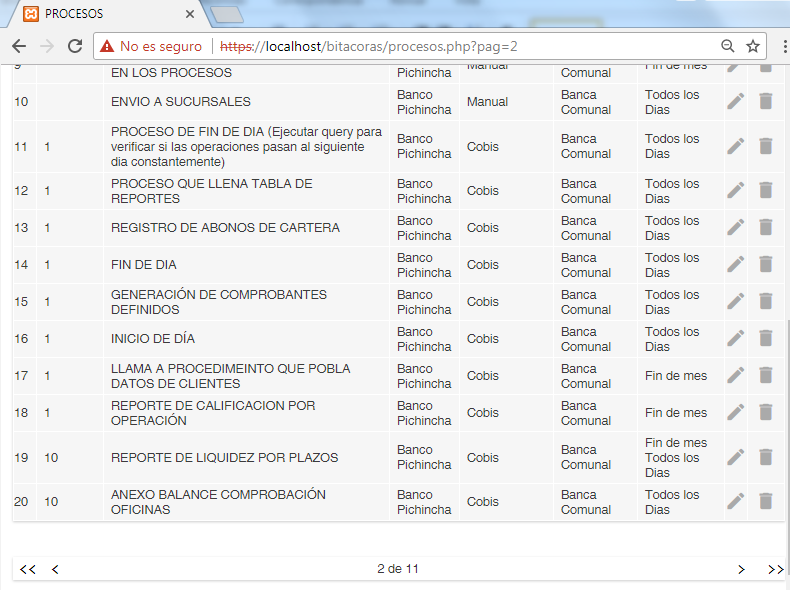 PROCESOS
No es seguro https://localhost/bitacoras/procesos.php?pag=2
9 EN LOS PROCESOS Pichincha Manual Comunal Fin de mes
10 ENVIO A SUCURSALES Banco Pichincha Manual Banca Comunal Todos los Dias
11 1 PROCESO DE FIN DE DIA (Ejecutar query para verificar si las operaciones pasan al siguiente dia constantemente) Banco Pichincha Cobis Banca Comunal Todos los Dias
12 1 PROCESO QUE LLENA TABLA DE REPORTES Banco Pichincha Cobis Banca Comunal Todos los Dias
13 1 REGISTRO DE ABONOS DE CARTERA Banco Pichincha Cobis Banca Comunal Todos los Dias
14 1 FIN DE DIA Banco Pichincha Cobis Banca Comunal Todos los Dias
15 1 GENERACIÓN DE COMPROBANTES DEFINIDOS Banco Pichincha Cobis Banca Comunal Todos los Dias
16 1 INICIO DE DÍA Banco Pichincha Cobis Banca Comunal Todos los Dias
17 1 LLAMA A PROCEDIMEINTO QUE POBLA DATOS DE CLIENTES Banco Pichincha Cobis Banca Comunal Fin de mes
18 1 REPORTE DE CALIFICACION POR OPERACIÓN Banco Pichincha Cobis Banca Comunal Fin de mes
19 10 REPORTE DE LIQUIDEZ POR PLAZOS Banco Pichincha Cobis Banca Comunal Fin de mes Todos los Dias
20 10 ANEXO BALANCE COMPROBACIÓN OFICINAS Banco Pichincha Cobis Banca Comunal Todos los Dias
<< < 2 de 11 > >>